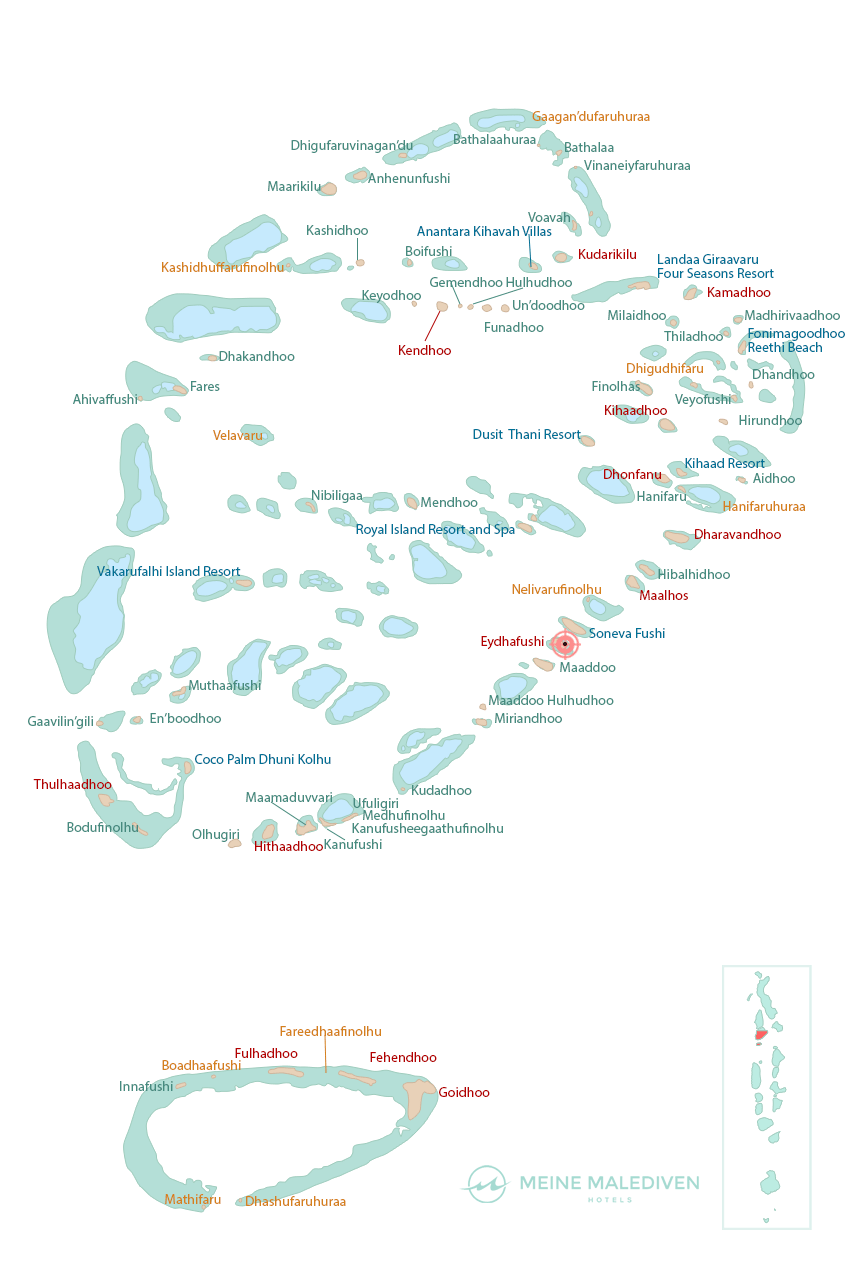 Gaagan'dufaruhuraa
Dhigufaruvinagan'du
Bathalaahuraa
Bathalaa
Vinaneiyfaruhuraa
Anhenunfushi
Maarikilu
Voavah
Kashidhoo
Anantara Kihavah Villas
Boifushi
Kudarikilu
Landaa Giraavaru
Four Seasons Resort
Kashidhuffarufinolhu
Gemendhoo
Hulhudhoo
Keyodhoo
Kamadhoo
Un'doodhoo
Milaidhoo
Madhirivaadhoo
Funadhoo
Thiladhoo
Fonimagoodhoo
Reethi Beach
Kendhoo
Dhakandhoo
Dhigudhifaru
Dhandhoo
Fares
Finolhas
Ahivaffushi
Veyofushi
Kihaadhoo
Hirundhoo
Velavaru
Dusit Thani Resort
Kihaad Resort
Dhonfanu
Aidhoo
Nibiligaa
Mendhoo
Hanifaru
Hanifaruhuraa
Royal Island Resort and Spa
Dharavandhoo
Vakarufalhi Island Resort
Hibalhidhoo
Nelivarufinolhu
Maalhos
Soneva Fushi
Eydhafushi
Maaddoo
Muthaafushi
Maaddoo Hulhudhoo
Gaavilin'gili
En'boodhoo
Miriandhoo
Coco Palm Dhuni Kolhu
Thulhaadhoo
Kudadhoo
Maamaduvvari
Ufuligiri
Medhufinolhu
Bodufinolhu
Kanufusheegaathufinolhu
Olhugiri
Hithaadhoo
Kanufushi
Fareedhaafinolhu
Fulhadhoo
Fehendhoo
Boadhaafushi
Innafushi
Goidhoo
MEINE MALEDIVEN
HOTELS
Mathifaru
Dhashufaruhuraa